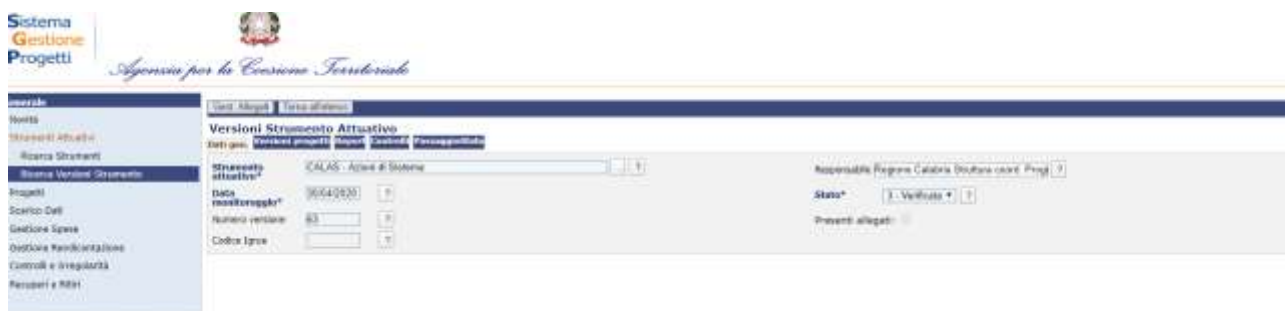 Sistema
Gestione
Progetti
Agenzia per la Coesione Territoriale
Generale
Novità
Strumenti Attuativi
Ricerca Strumenti
Ricerca Versioni Strumento
Progetti
Scarico Dati
Gestione Spese
Gestione Rendicontazione
Controlli e Irregolarità
Recuperi e Ritiri
Gest. Allegati Torna all'elenco
Versioni Strumento Attuativo
Dati gen. Versioni progetti Report Controlli PassaggioStato
Strumento attuativo* CALAS - Azioni di Sistema ... ?
Responsabile Regione Calabria Struttura coord. Prog ?
Data monitoraggio* 30/04/2020 ?
Stato* 3 - Verificato ?
Numero versione 63 ?
Presenti allegati
Codice Igrue ?